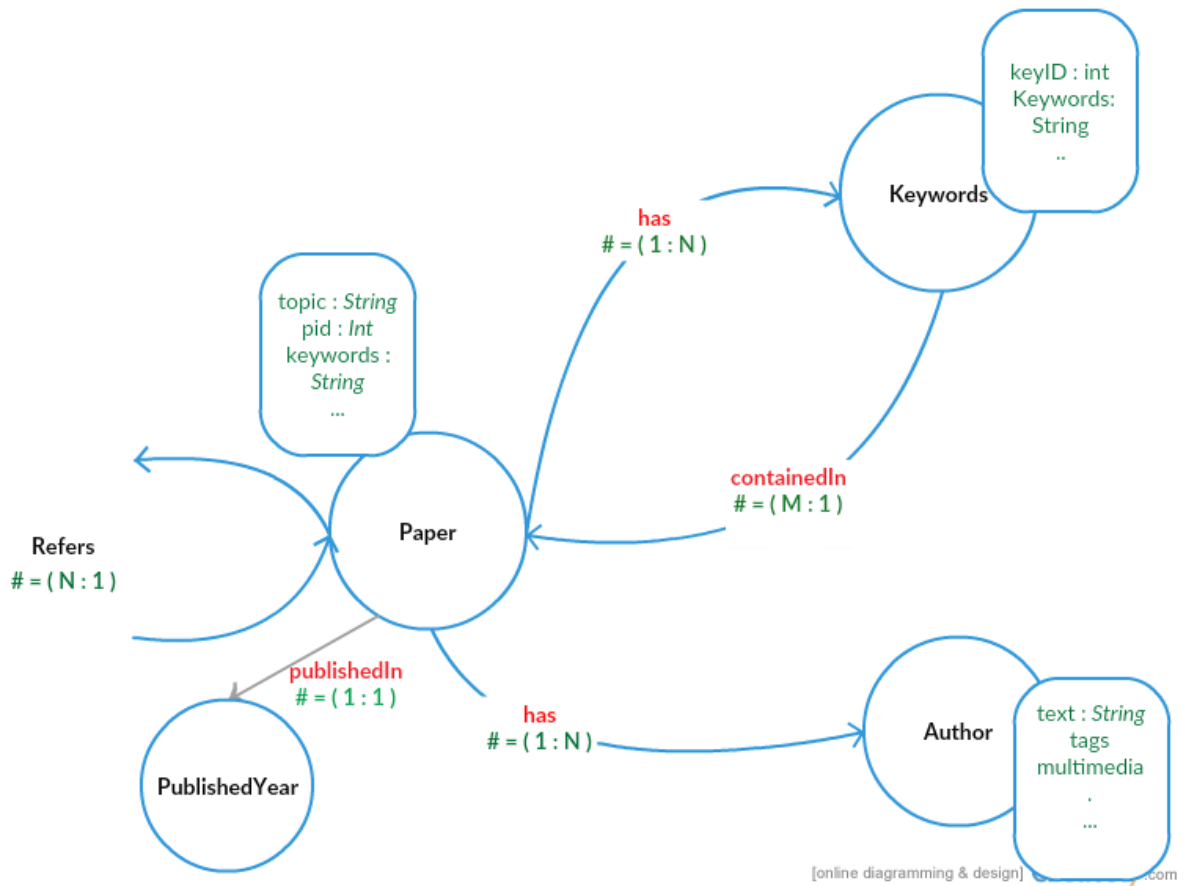 keyID : int
Keywords:
String
..
Keywords
has
# = ( 1 : N )
topic : String
pid : Int
keywords :
String
...
containedIn
# = ( M : 1 )
Paper
Refers
# = ( N : 1 )
publishedIn
# = ( 1 : 1 )
has
# = ( 1 : N )
Author
text : String
tags
multimedia
.
...
PublishedYear
[online diagramming & design]
.com